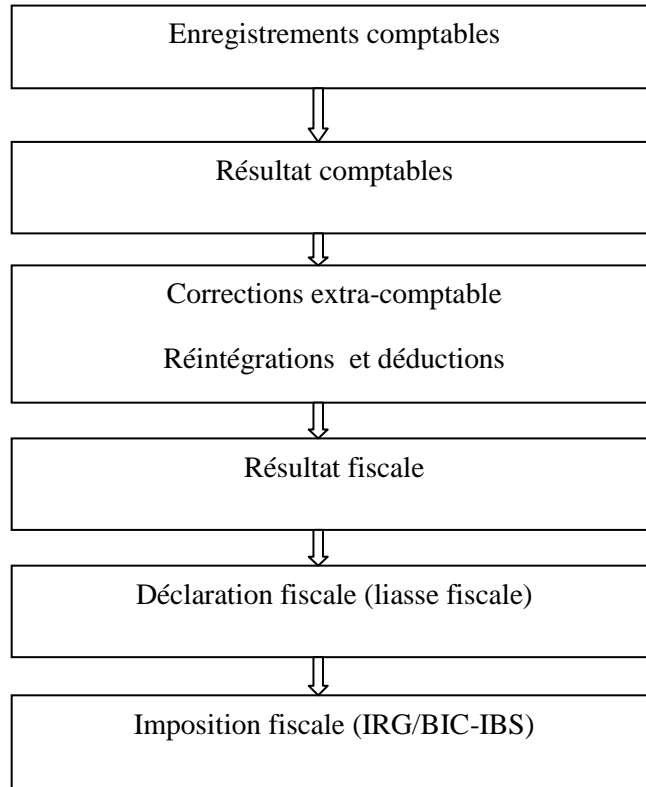 Enregistrements comptables
Résultat comptables
Corrections extra-comptable
Réintégrations et déductions
Résultat fiscale
Déclaration fiscale (liasse fiscale)
Imposition fiscale (IRG/BIC-IBS)